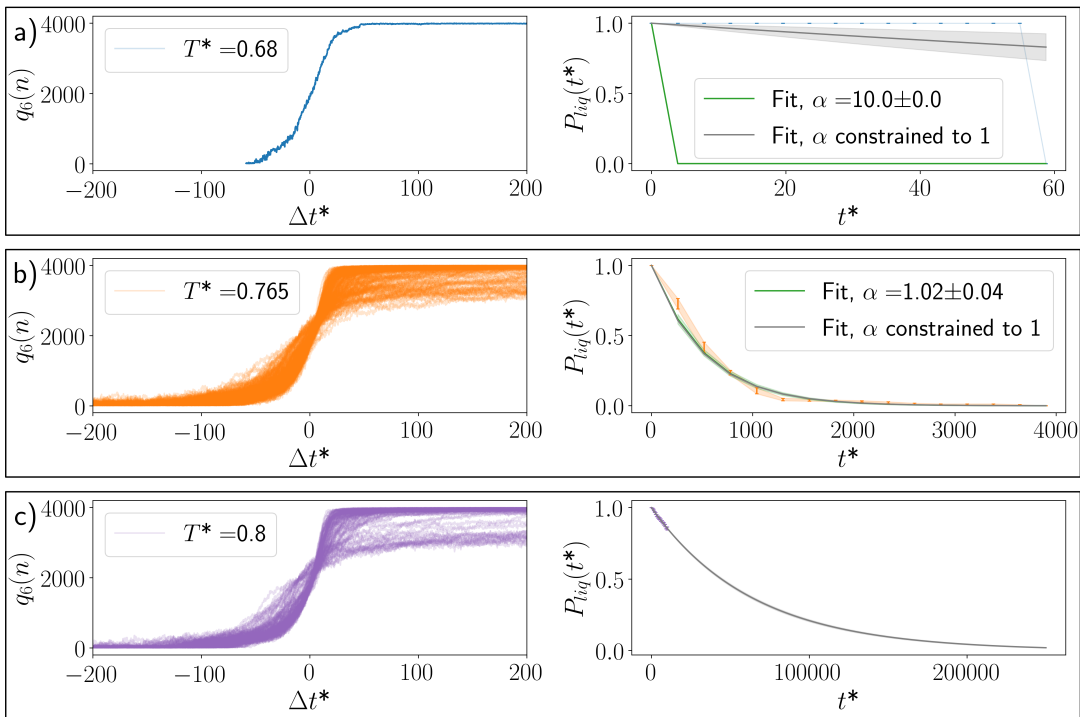 a)
4000
2000
0
q₆(n)
T* =0.68
−200
−100
0
100
200
Δt*
1.0
0.5
0.0
P_liq(t*)
Fit, α =10.0±0.0
Fit, α constrained to 1
0
20
40
60
t*
b)
4000
2000
0
q₆(n)
T* =0.765
−200
−100
0
100
200
Δt*
1.0
0.5
0.0
P_liq(t*)
Fit, α =1.02±0.04
Fit, α constrained to 1
0
1000
2000
3000
4000
t*
c)
4000
2000
0
q₆(n)
T* =0.8
−200
−100
0
100
200
Δt*
1.0
0.5
0.0
P_liq(t*)
0
100000
200000
t*